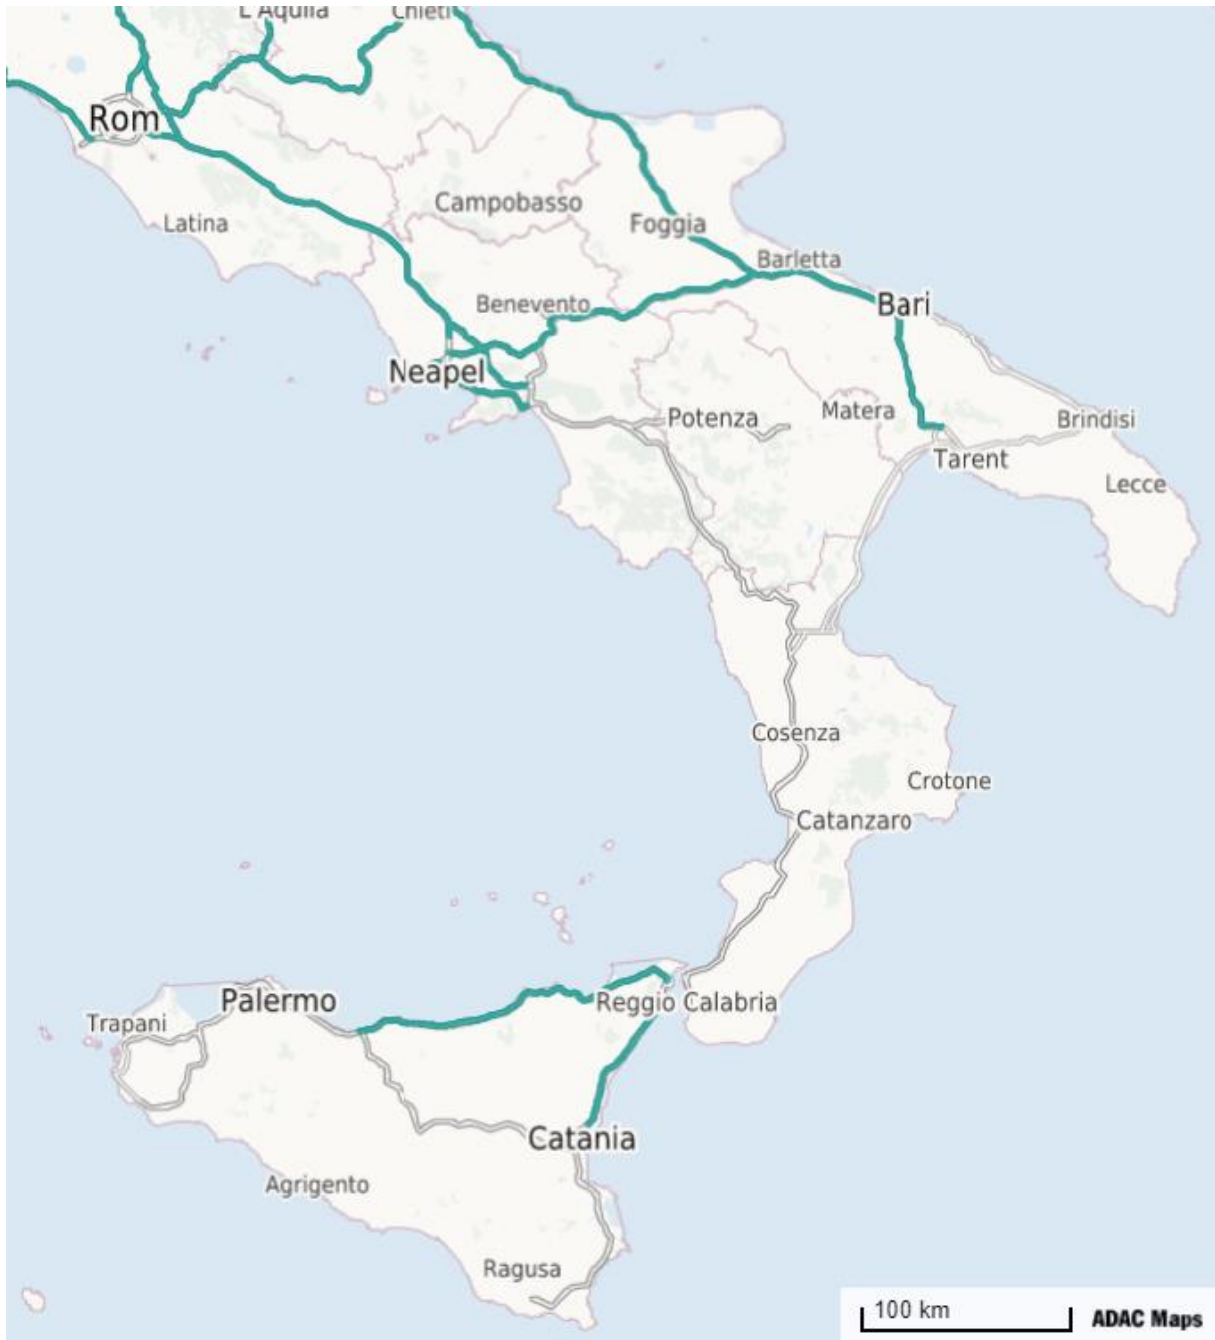 L'Aquila
Chieti
Rom
Campobasso
Latina
Foggia
Barletta
Benevento
Bari
Neapel
Potenza
Matera
Brindisi
Tarent
Lecce
Cosenza
Crotone
Catanzaro
Palermo
Reggio Calabria
Trapani
Catania
Agrigento
Ragusa
100 km
ADAC Maps